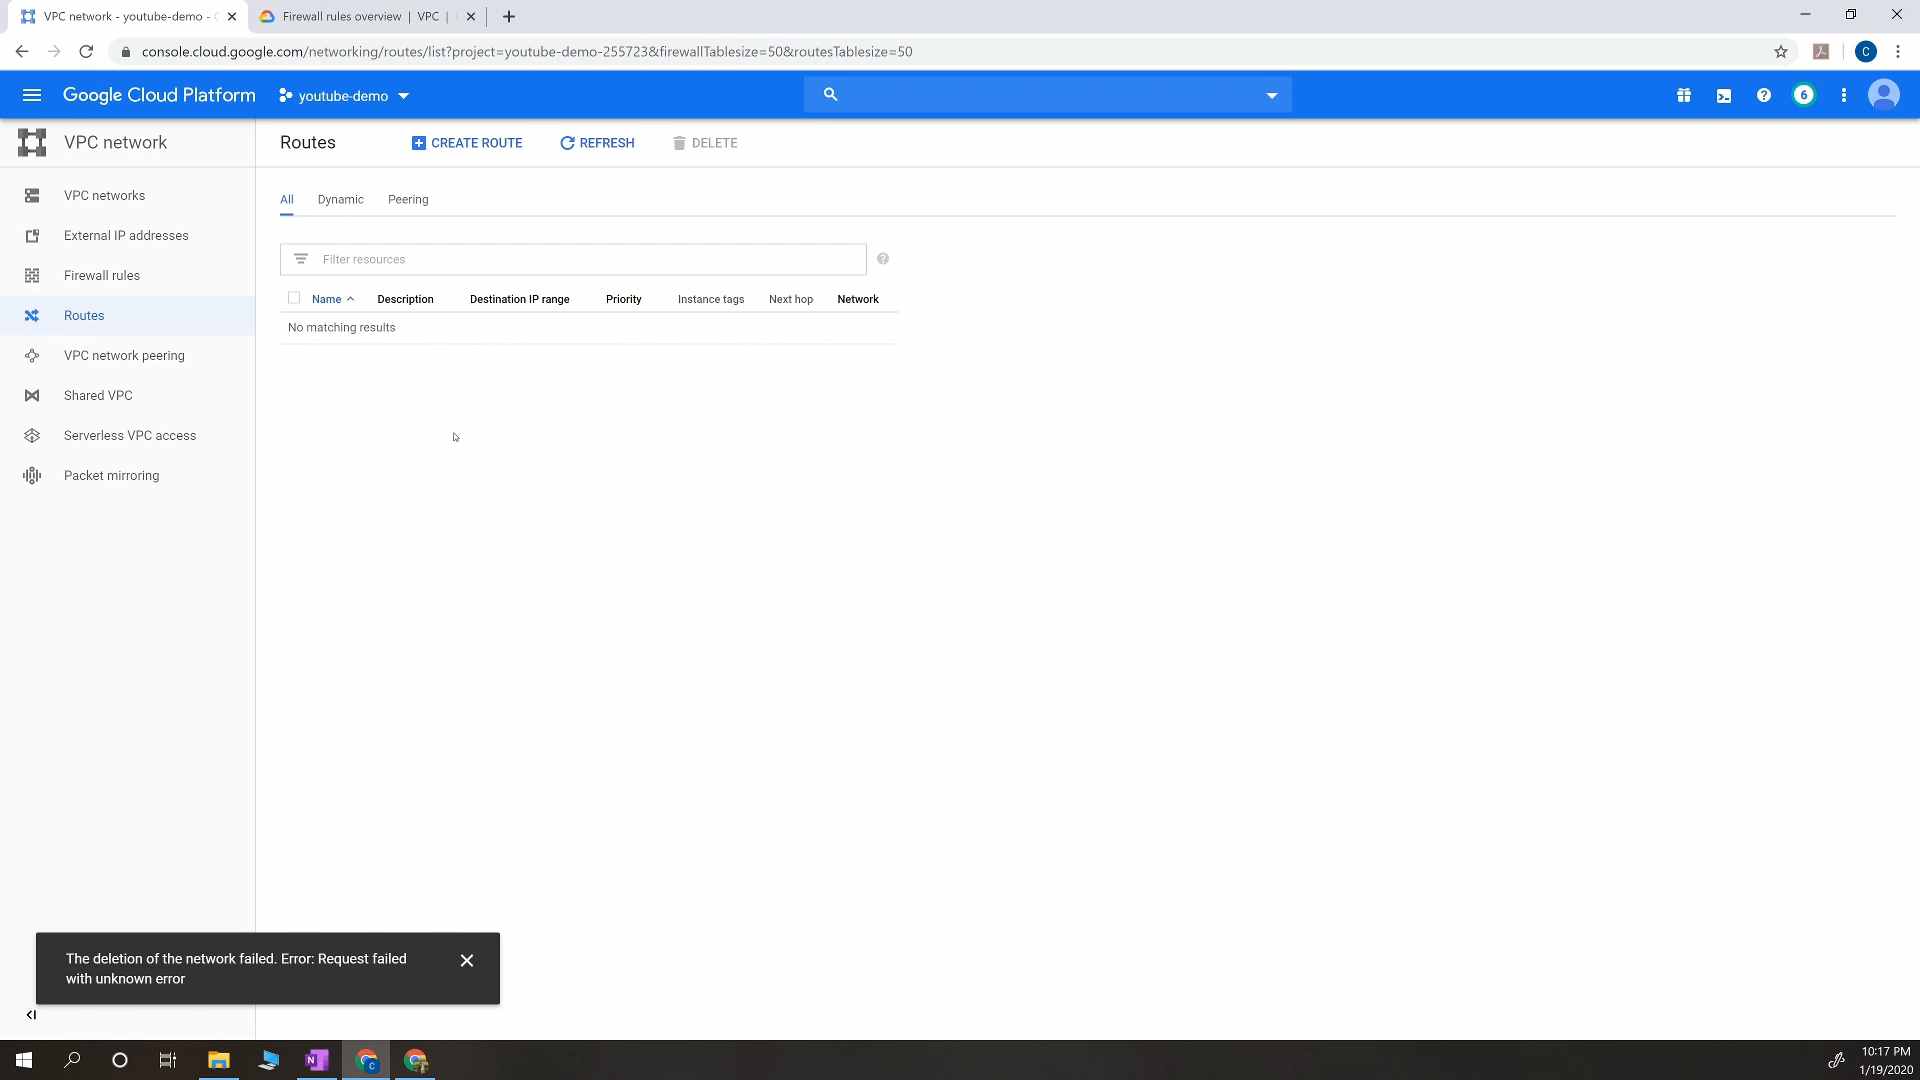 VPC network - youtube-demo -
Firewall rules overview | VPC |
console.cloud.google.com/networking/routes/list?project=youtube-demo-255723&firewallTablesize=50&routesTablesize=50
C
Google Cloud Platform
youtube-demo
6
VPC network
Routes
CREATE ROUTE
REFRESH
DELETE
VPC networks
External IP addresses
Firewall rules
Routes
VPC network peering
Shared VPC
Serverless VPC access
Packet mirroring
All
Dynamic
Peering
Filter resources
Name
Description
Destination IP range
Priority
Instance tags
Next hop
Network
No matching results
The deletion of the network failed. Error: Request failed
with unknown error
10:17 PM
1/19/2020